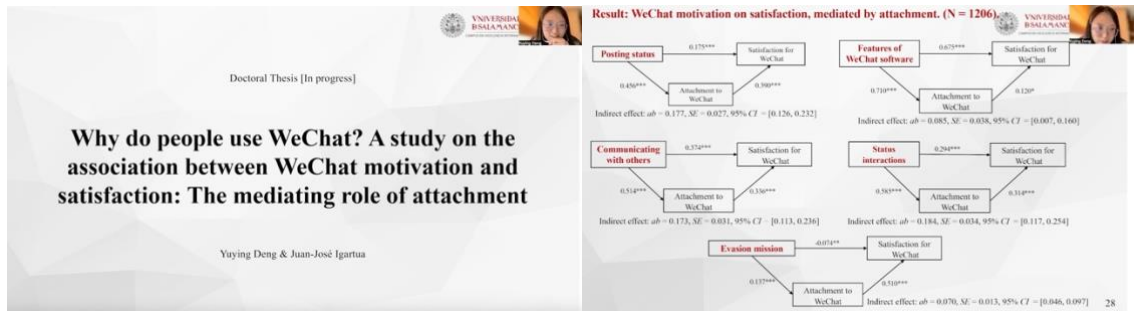 VNIVERSIDAD
D SALAMANCA
Doctoral Thesis [In progress]
Why do people use WeChat? A study on the
association between WeChat motivation and
satisfaction: The mediating role of attachment
Yuying Deng & Juan-José Igartua
Result: WeChat motivation on satisfaction, mediated by attachment. (N = 1206).
VNIVERSIDAD
D SALAMANCA
Posting status
0.175***
Satisfaction for
WeChat
0.456***
Attachment to
WeChat
0.390***
Indirect effect: ab = 0.177, SE = 0.027, 95% CI = [0.126, 0.232]
Features of
WeChat software
0.675***
Satisfaction for
WeChat
0.710***
Attachment to
WeChat
0.120*
Indirect effect: ab = 0.085, SE = 0.038, 95% CI = [0.007, 0.160]
Communicating
with others
0.374***
Satisfaction for
WeChat
0.514***
Attachment to
WeChat
0.336***
Indirect effect: ab = 0.173, SE = 0.031, 95% CI = [0.113, 0.236]
Status
interactions
0.294***
Satisfaction for
WeChat
0.585***
Attachment to
WeChat
0.314***
Indirect effect: ab = 0.184, SE = 0.034, 95% CI = [0.117, 0.254]
Evasion mission
-0.074**
Satisfaction for
WeChat
0.137***
Attachment to
WeChat
0.510***
Indirect effect: ab = 0.070, SE = 0.013, 95% CI = [0.046, 0.097]
28